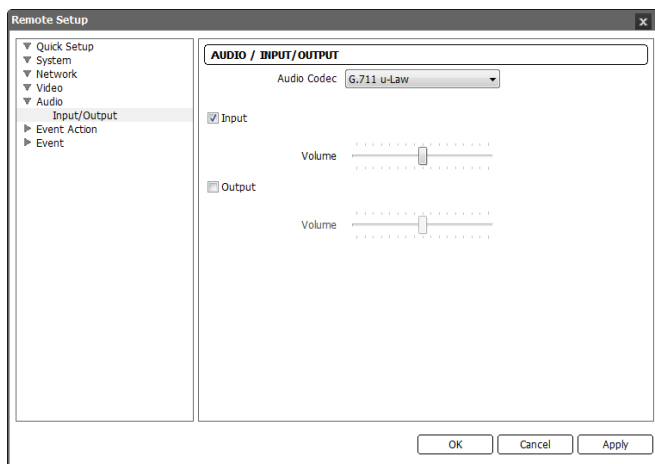 Remote Setup
Quick Setup
System
Network
Video
Audio
Input/Output
Event Action
Event
AUDIO / INPUT/OUTPUT
Audio Codec G.711 u-Law
Input
Volume
Output
Volume
OK Cancel Apply